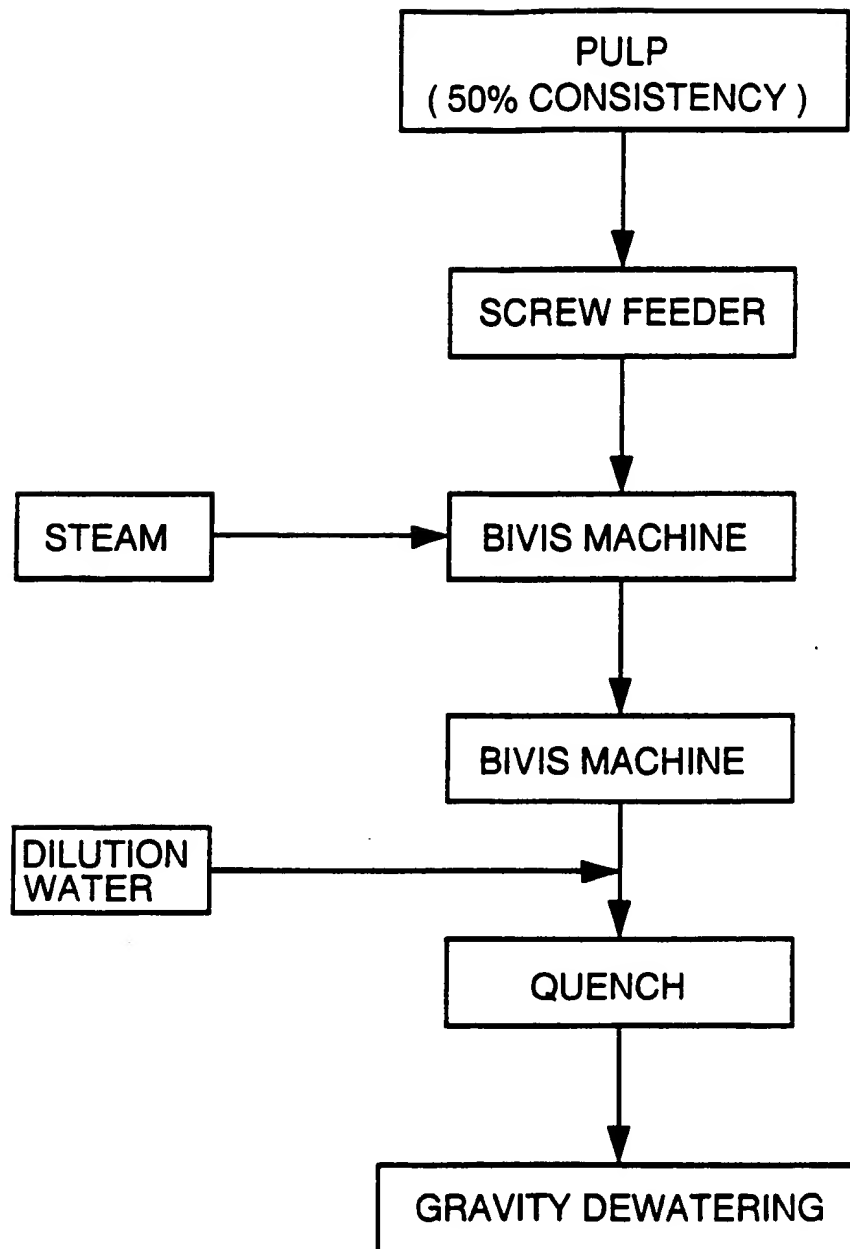 PULP
( 50% CONSISTENCY )
SCREW FEEDER
STEAM
BIVIS MACHINE
BIVIS MACHINE
DILUTION
WATER
QUENCH
GRAVITY DEWATERING